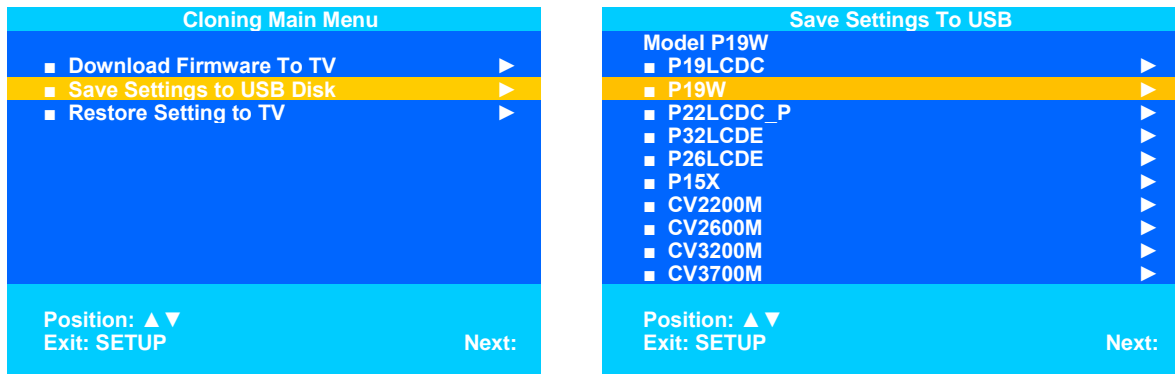 Cloning Main Menu
■ Download Firmware To TV ►
■ Save Settings to USB Disk ►
■ Restore Setting to TV ►
Position: ▲▼
Exit: SETUP Next:
Save Settings To USB
Model P19W
■ P19LCDC ►
■ P19W ►
■ P22LCDC_P ►
■ P32LCDE ►
■ P26LCDE ►
■ P15X ►
■ CV2200M ►
■ CV2600M ►
■ CV3200M ►
■ CV3700M ►
Position: ▲▼
Exit: SETUP Next: